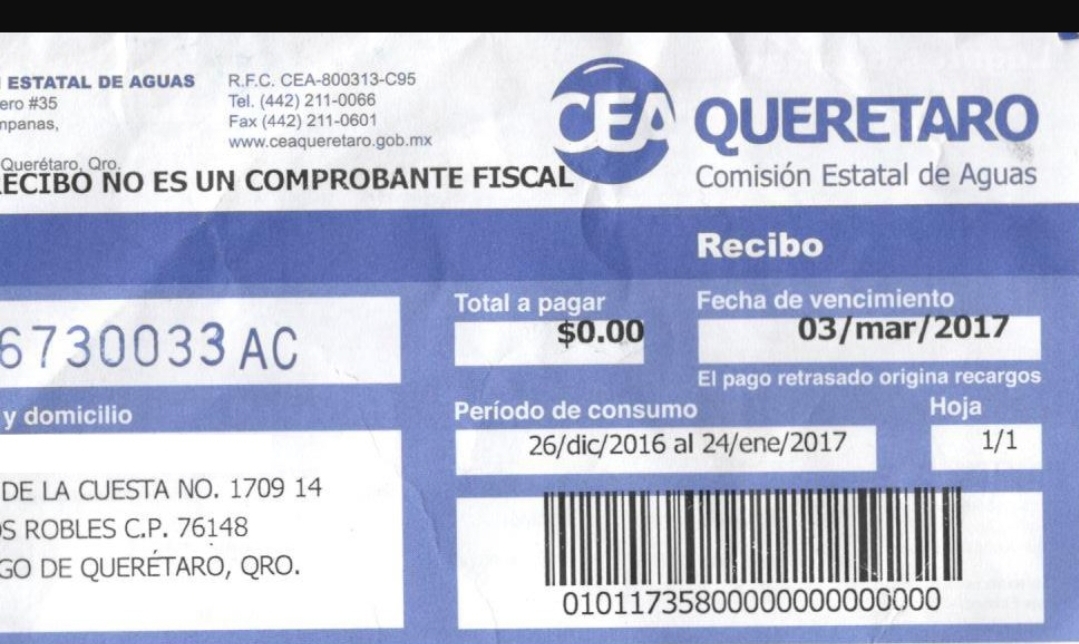 ESTATAL DE AGUAS
ero #35
mpanas,
Querétaro, Qro.
R.F.C. CEA-800313-C95
Tel. (442) 211-0066
Fax (442) 211-0601
www.ceaqueretaro.gob.mx
ECIBO NO ES UN COMPROBANTE FISCAL
CEA QUERETARO
Comisión Estatal de Aguas
Recibo
6730033 AC
Total a pagar
$0.00
Fecha de vencimiento
03/mar/2017
El pago retrasado origina recargos
y domicilio
Período de consumo
26/dic/2016 al 24/ene/2017
Hoja
1/1
DE LA CUESTA NO. 1709 14
OS ROBLES C.P. 76148
GO DE QUERÉTARO, QRO.
010117358000000000000000